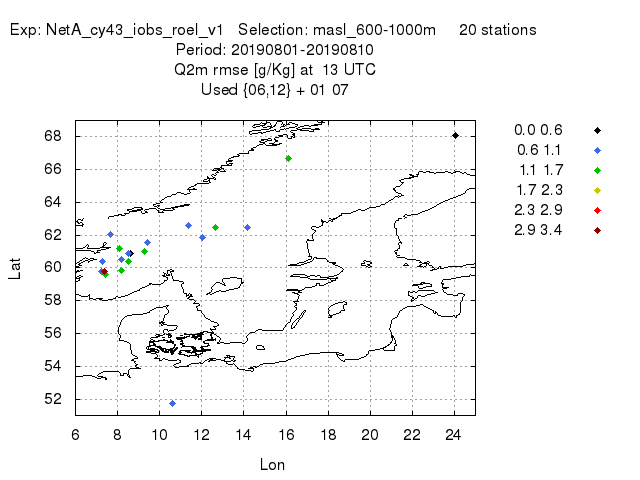 Exp: NetA_cy43_iobs_roel_v1 Selection: masl_600-1000m 20 stations
Period: 20190801-20190810
Q2m rmse [g/Kg] at 13 UTC
Used {06,12} + 01 07
0.0 0.6
0.6 1.1
1.1 1.7
1.7 2.3
2.3 2.9
2.9 3.4
Lat
68
66
64
62
60
58
56
54
52
6 8 10 12 14 16 18 20 22 24
Lon